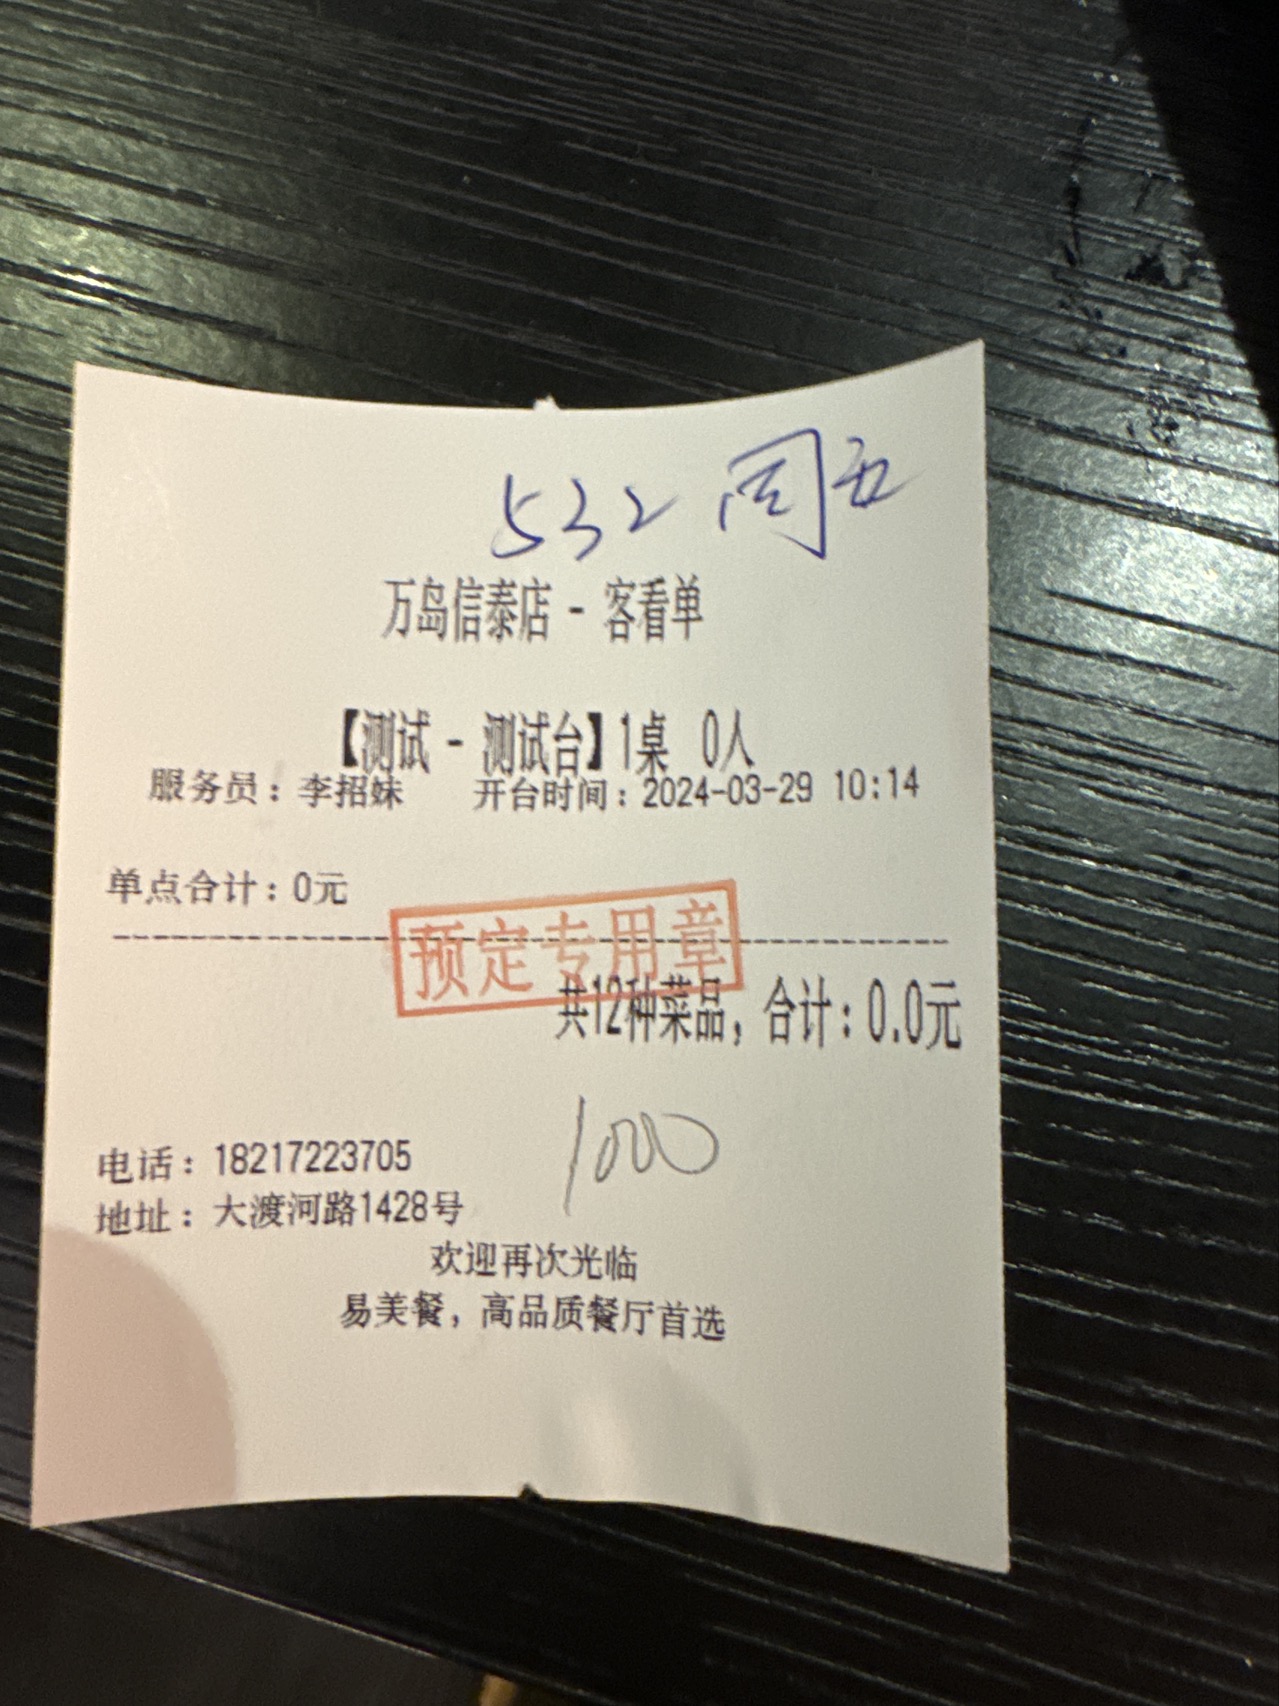 532 周五
万岛信泰店 - 客看单
【测试 - 测试台】1桌 0人
服务员：李招妹 开台时间：2024-03-29 10:14
单点合计：0元
预定专用章
共12种菜品，合计：0.0元
1000
电话：18217223705
地址：大渡河路1428号
欢迎再次光临
易美餐，高品质餐厅首选